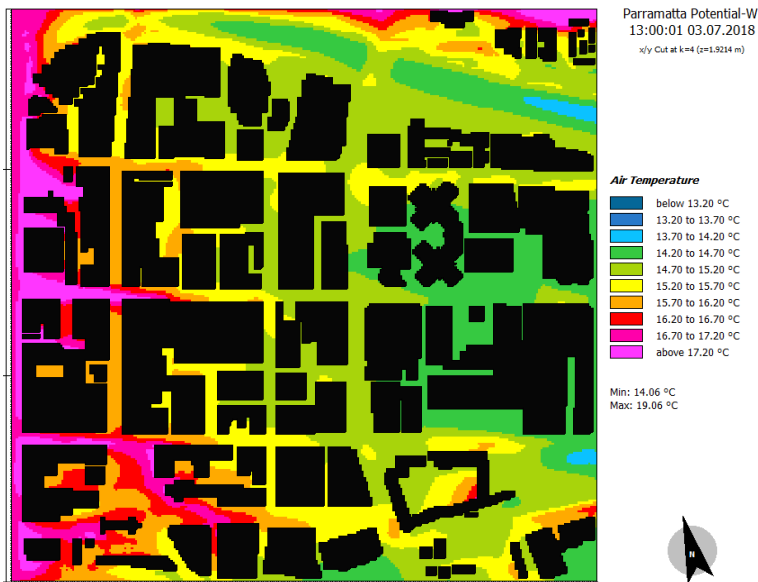 Parramatta Potential-W
13:00:01 03.07.2018
x/y Cut at k=4 (z=1.9214 m)
Air Temperature
below 13.20 °C
13.20 to 13.70 °C
13.70 to 14.20 °C
14.20 to 14.70 °C
14.70 to 15.20 °C
15.20 to 15.70 °C
15.70 to 16.20 °C
16.20 to 16.70 °C
16.70 to 17.20 °C
above 17.20 °C
Min: 14.06 °C
Max: 19.06 °C
N